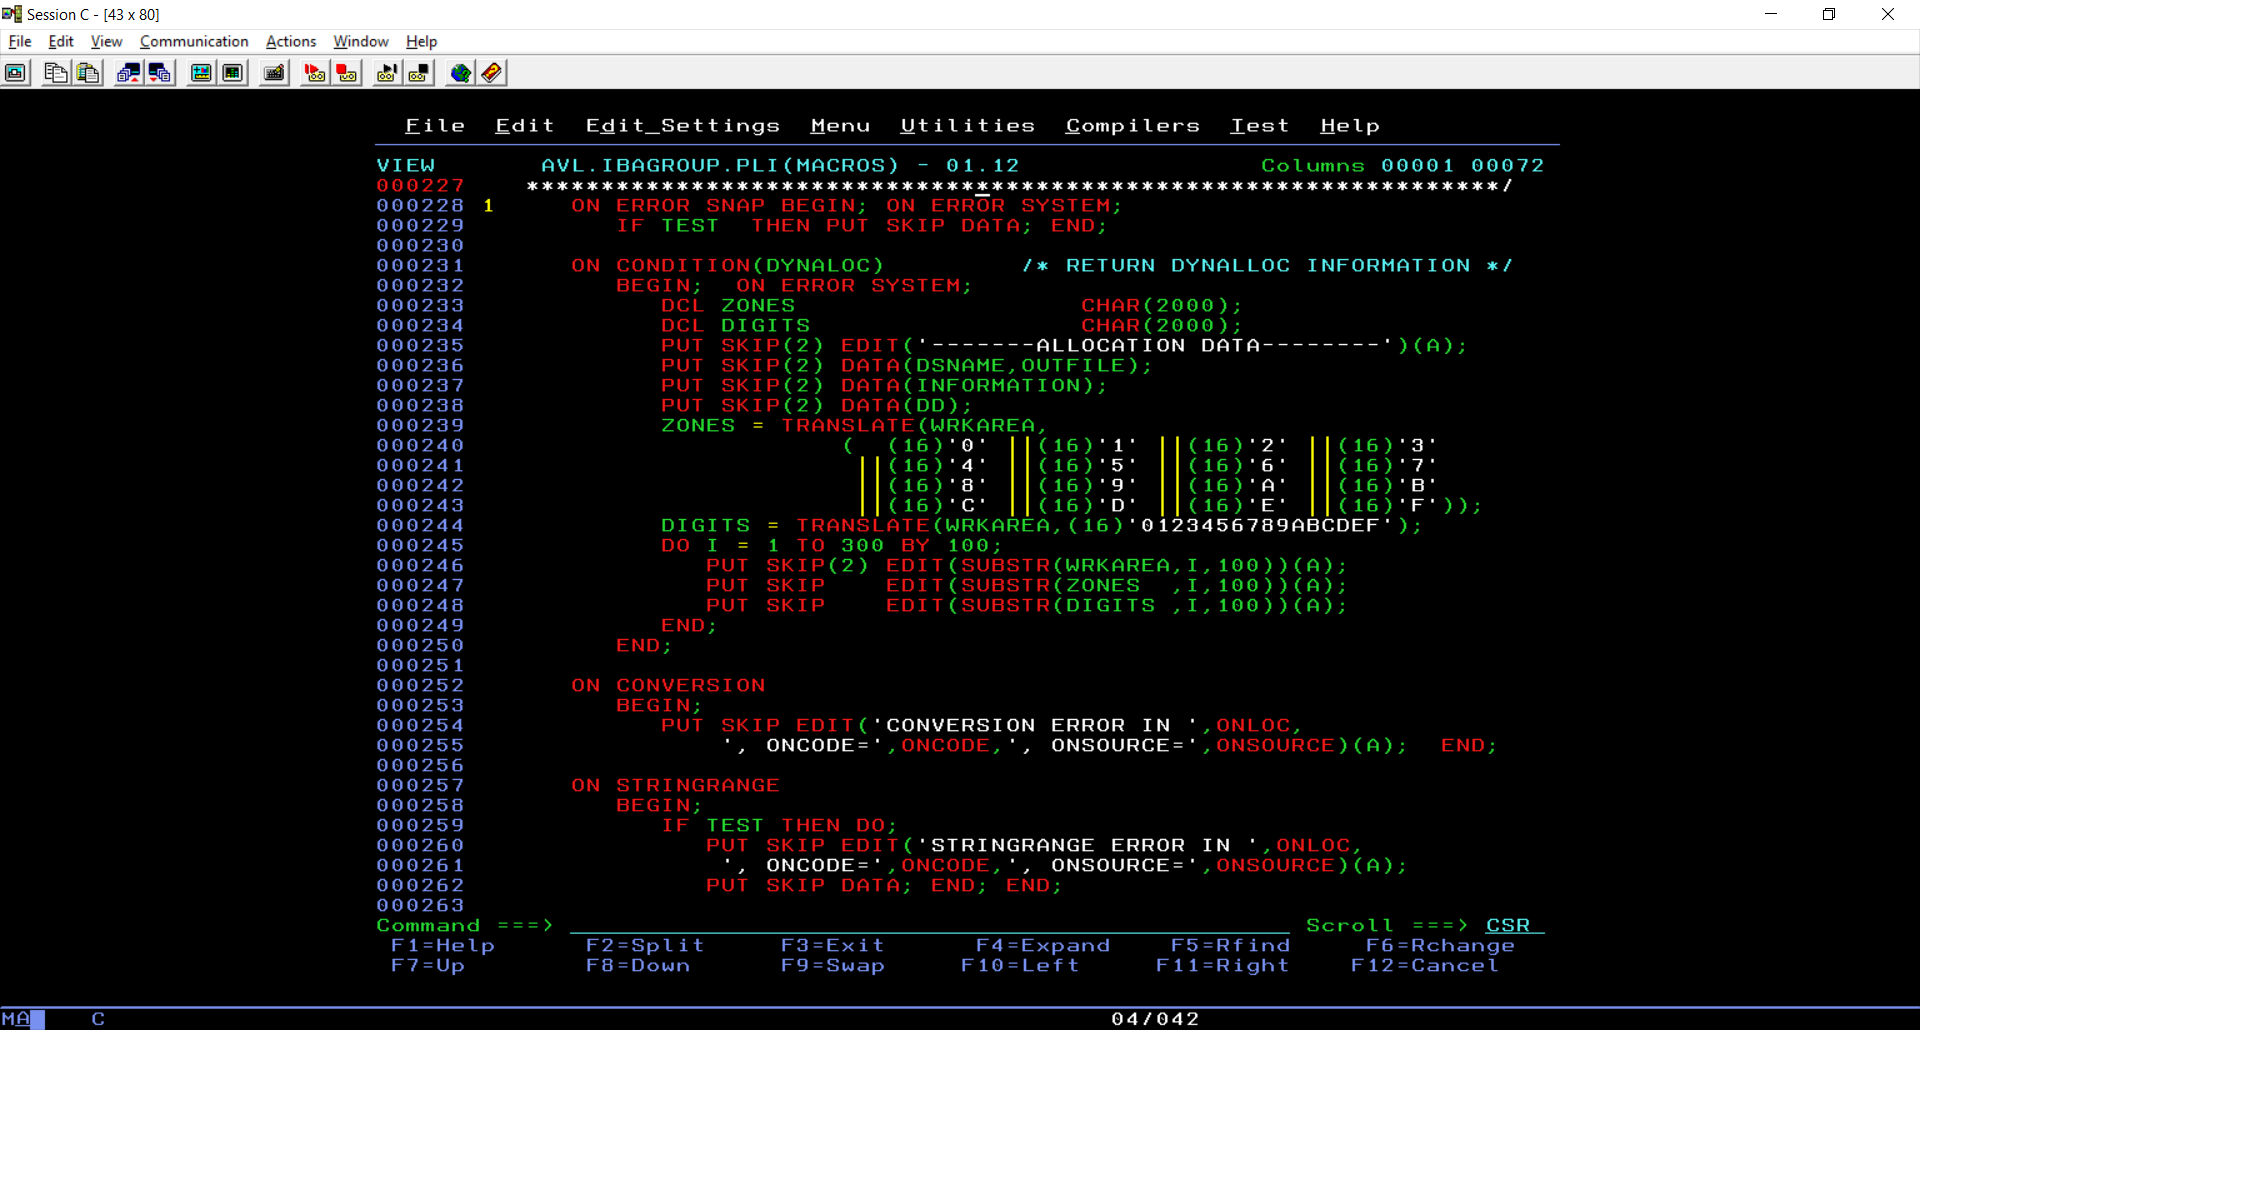 Session C - [43 x 80]
File Edit View Communication Actions Window Help
File Edit Edit_Settings Menu Utilities Compilers Test Help
VIEW AVL.IBAGROUP.PLI(MACROS) - 01.12 Columns 00001 00072
000227 *****************************************************************/
000228 1 ON ERROR SNAP BEGIN; ON ERROR SYSTEM;
000229 IF TEST THEN PUT SKIP DATA; END;
000230
000231 ON CONDITION(DYNALOC) /* RETURN DYNALLOC INFORMATION */
000232 BEGIN; ON ERROR SYSTEM;
000233 DCL ZONES CHAR(2000);
000234 DCL DIGITS CHAR(2000);
000235 PUT SKIP(2) EDIT('-------ALLOCATION DATA--------')(A);
000236 PUT SKIP(2) DATA(DSNAME,OUTFILE);
000237 PUT SKIP(2) DATA(INFORMATION);
000238 PUT SKIP(2) DATA(DD);
000239 ZONES = TRANSLATE(WRKAREA,
000240 ( (16)'0' ||(16)'1' ||(16)'2' ||(16)'3'
000241 ||(16)'4' ||(16)'5' ||(16)'6' ||(16)'7'
000242 ||(16)'8' ||(16)'9' ||(16)'A' ||(16)'B'
000243 ||(16)'C' ||(16)'D' ||(16)'E' ||(16)'F'));
000244 DIGITS = TRANSLATE(WRKAREA,(16)'0123456789ABCDEF');
000245 DO I = 1 TO 300 BY 100;
000246 PUT SKIP(2) EDIT(SUBSTR(WRKAREA,I,100))(A);
000247 PUT SKIP EDIT(SUBSTR(ZONES ,I,100))(A);
000248 PUT SKIP EDIT(SUBSTR(DIGITS ,I,100))(A);
000249 END;
000250 END;
000251
000252 ON CONVERSION
000253 BEGIN;
000254 PUT SKIP EDIT('CONVERSION ERROR IN ',ONLOC,
000255 ', ONCODE=',ONCODE,', ONSOURCE=',ONSOURCE)(A); END;
000256
000257 ON STRINGRANGE
000258 BEGIN;
000259 IF TEST THEN DO;
000260 PUT SKIP EDIT('STRINGRANGE ERROR IN ',ONLOC,
000261 ', ONCODE=',ONCODE,', ONSOURCE=',ONSOURCE)(A);
000262 PUT SKIP DATA; END; END;
000263
Command ===> Scroll ===> CSR
F1=Help F2=Split F3=Exit F4=Expand F5=Rfind F6=Rchange
F7=Up F8=Down F9=Swap F10=Left F11=Right F12=Cancel
MA C 04/042